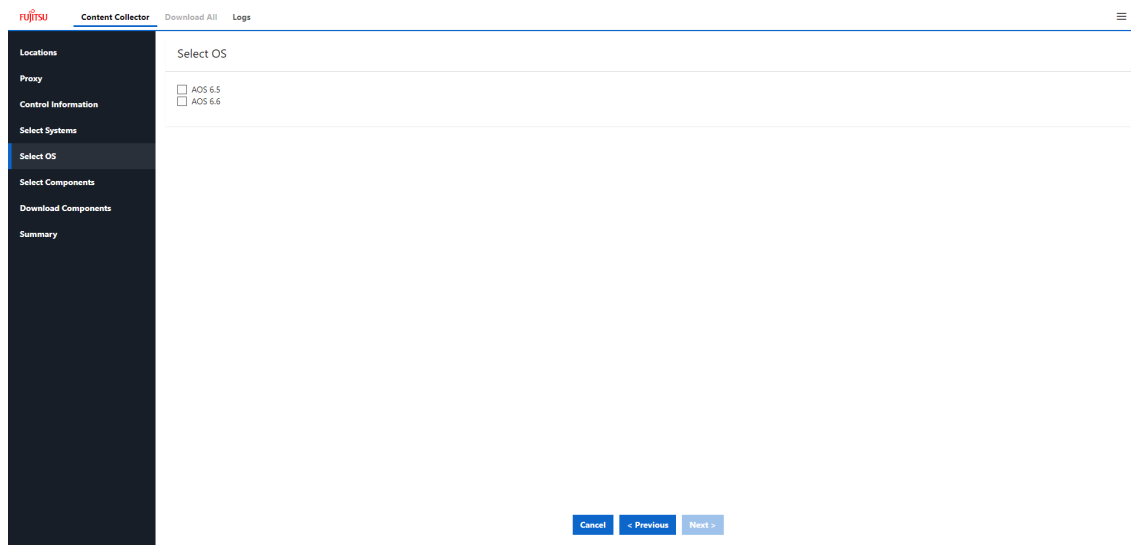 FUJITSU Content Collector Download All Logs
Locations
Proxy
Control Information
Select Systems
Select OS
Select Components
Download Components
Summary
Select OS
AOS 6.5
AOS 6.6
Cancel < Previous Next >